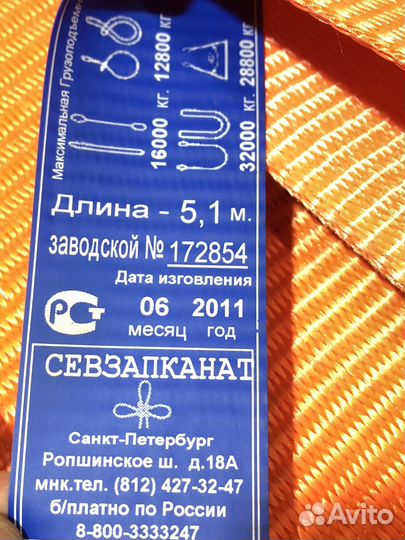 Максимальная Грузоподъемн
16000 кг. 12800 кг.
32000 кг. 28800 кг.
Длина - 5,1 м.
заводской № 172854
Дата изговления
РСТ 06 2011
месяц год
СЕВЗАПКАНАТ
Санкт-Петербург
Ропшинское ш. д.18А
мнк.тел. (812) 427-32-47
б/платно по России
8-800-3333247
Avito